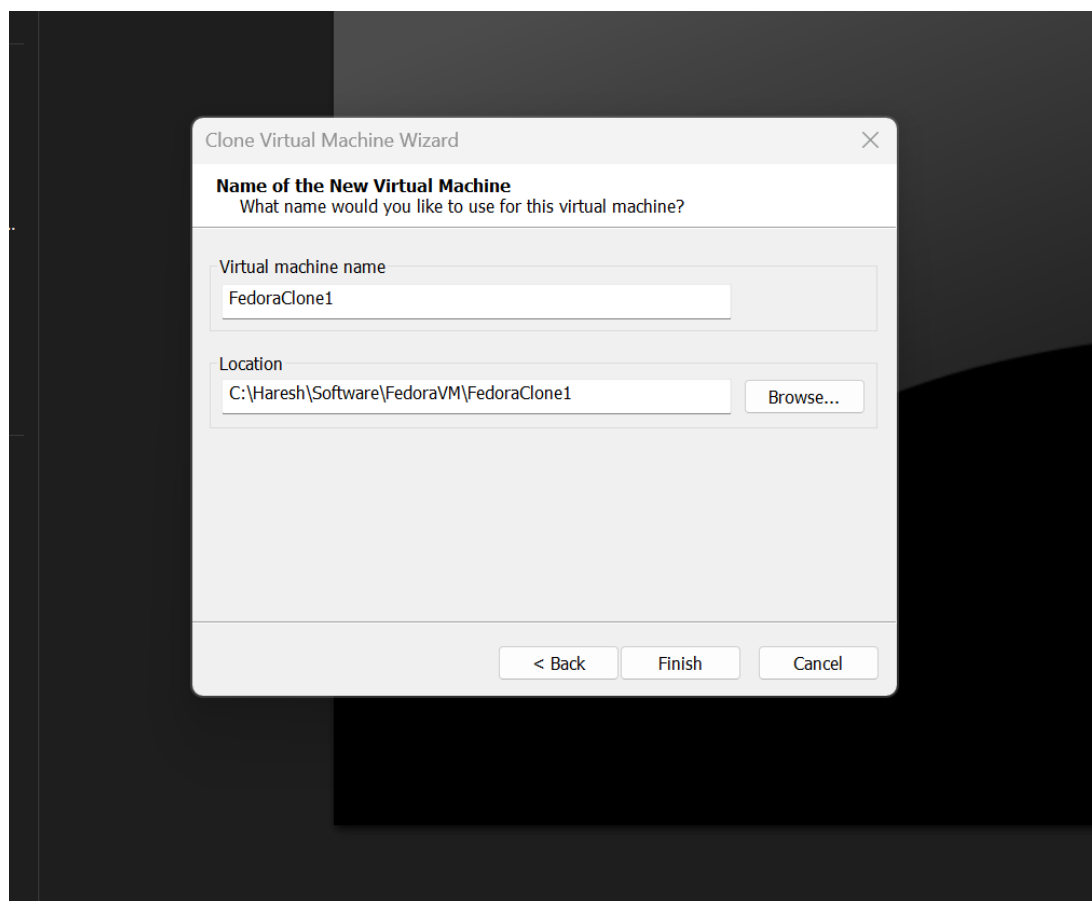 Clone Virtual Machine Wizard
Name of the New Virtual Machine
What name would you like to use for this virtual machine?
..
Virtual machine name
FedoraClone1
Location
C:\Haresh\Software\FedoraVM\FedoraClone1
Browse...
< Back
Finish
Cancel